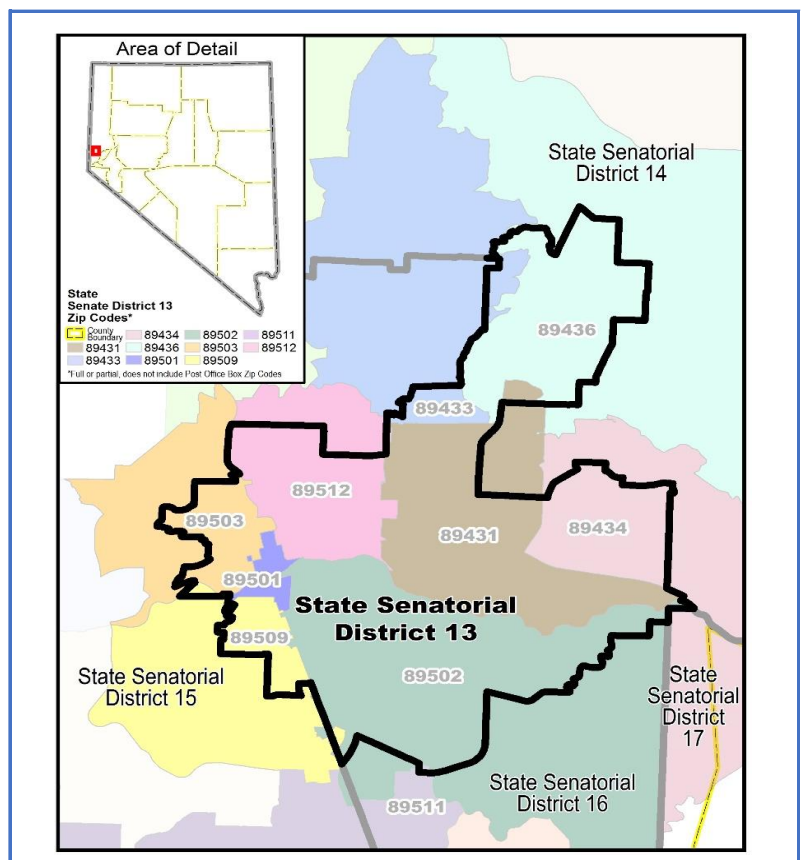 Area of Detail
State
Senate District 13
Zip Codes*
County
Boundary
89431
89433
89434
89436
89501
89502
89503
89509
89511
89512
*Full or partial, does not include Post Office Box Zip Codes
State Senatorial
District 14
89436
89433
89512
89503
89434
89431
89501
State Senatorial
District 13
89509
89502
State Senatorial
District 15
State
Senatorial
District
17
State Senatorial
District 16
89511